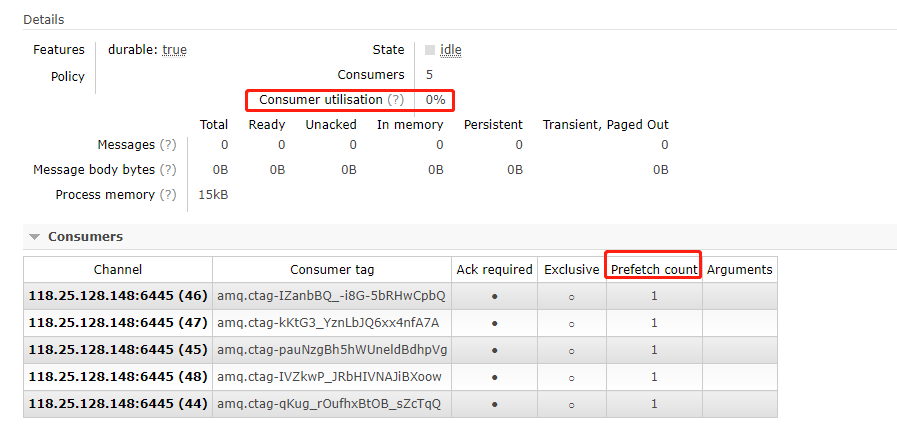 Details
Features durable: true State idle
Policy Consumers 5
Consumer utilisation (?) 0%
Total Ready Unacked In memory Persistent Transient, Paged Out
Messages (?) 0 0 0 0 0 0
Message body bytes (?) 0B 0B 0B 0B 0B 0B
Process memory (?) 15kB
Consumers
Channel Consumer tag Ack required Exclusive Prefetch count Arguments
118.25.128.148:6445 (46) amq.ctag-IZanbBQ_-i8G-5bRHwCpbQ ● ○ 1
118.25.128.148:6445 (47) amq.ctag-kKtG3_YznLbJQ6xx4nfA7A ● ○ 1
118.25.128.148:6445 (45) amq.ctag-pauNzgBh5hWUneldBdhpVg ● ○ 1
118.25.128.148:6445 (48) amq.ctag-IVZkwP_JRbHIVNAJiBXoow ● ○ 1
118.25.128.148:6445 (44) amq.ctag-qKug_rOufhxBtOB_sZcTqQ ● ○ 1